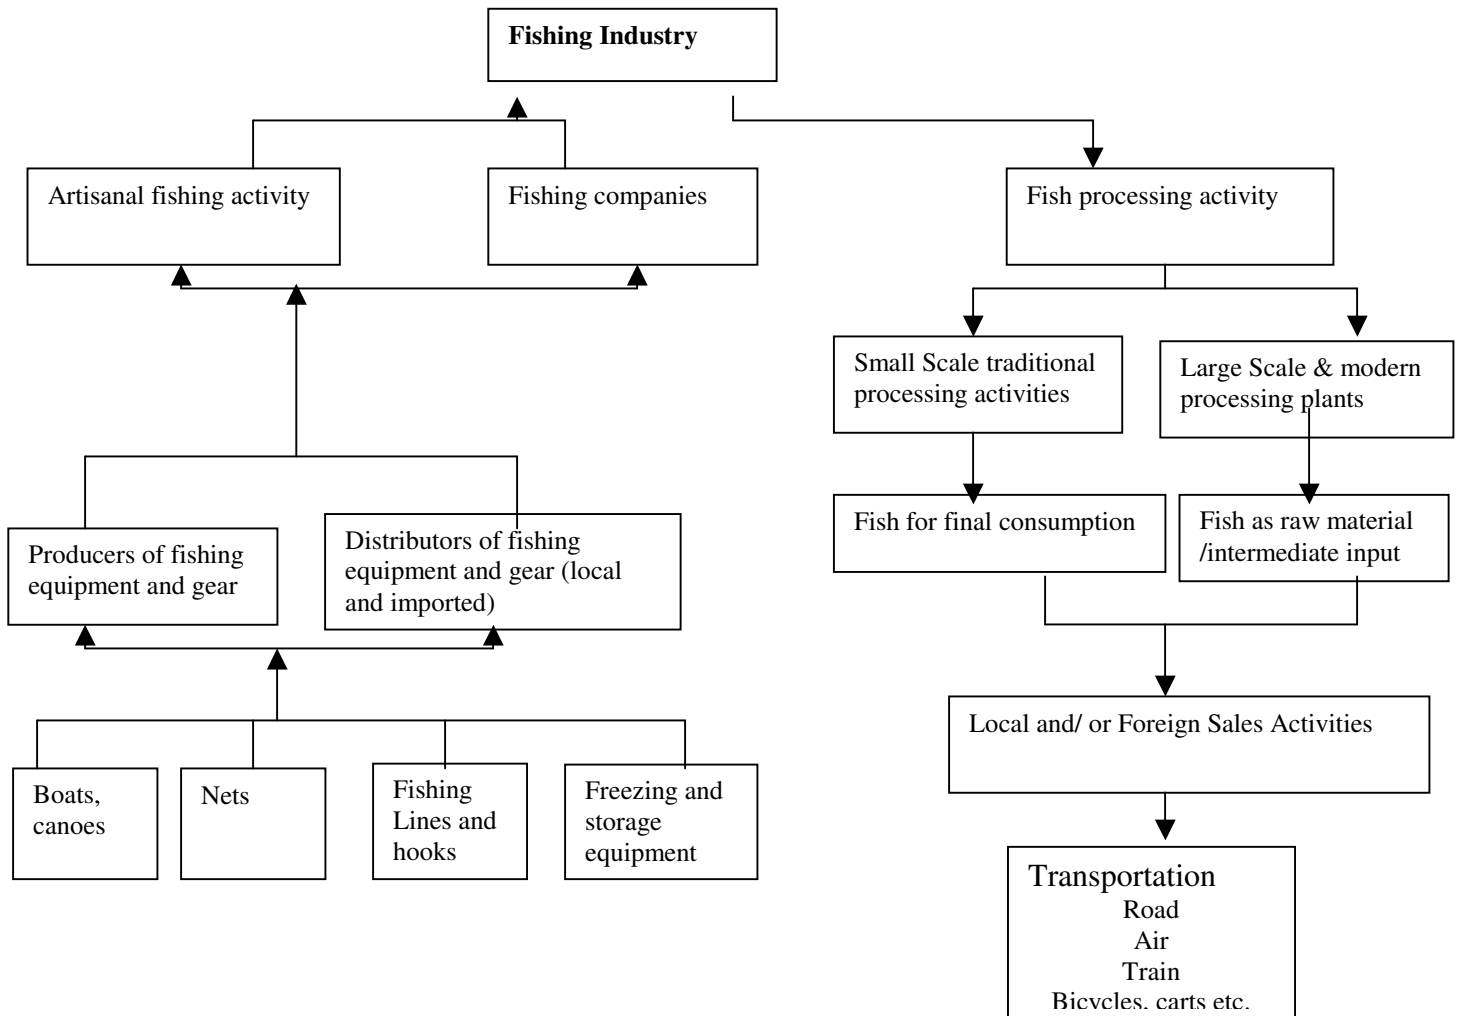 Fishing Industry
Artisanal fishing activity
Fishing companies
Fish processing activity
Small Scale traditional
processing activities
Large Scale & modern
processing plants
Fish for final consumption
Fish as raw material
/intermediate input
Producers of fishing
equipment and gear
Distributors of fishing
equipment and gear (local
and imported)
Local and/ or Foreign Sales Activities
Boats,
canoes
Nets
Fishing
Lines and
hooks
Freezing and
storage
equipment
Transportation
Road
Air
Train
Bicycles, carts etc.